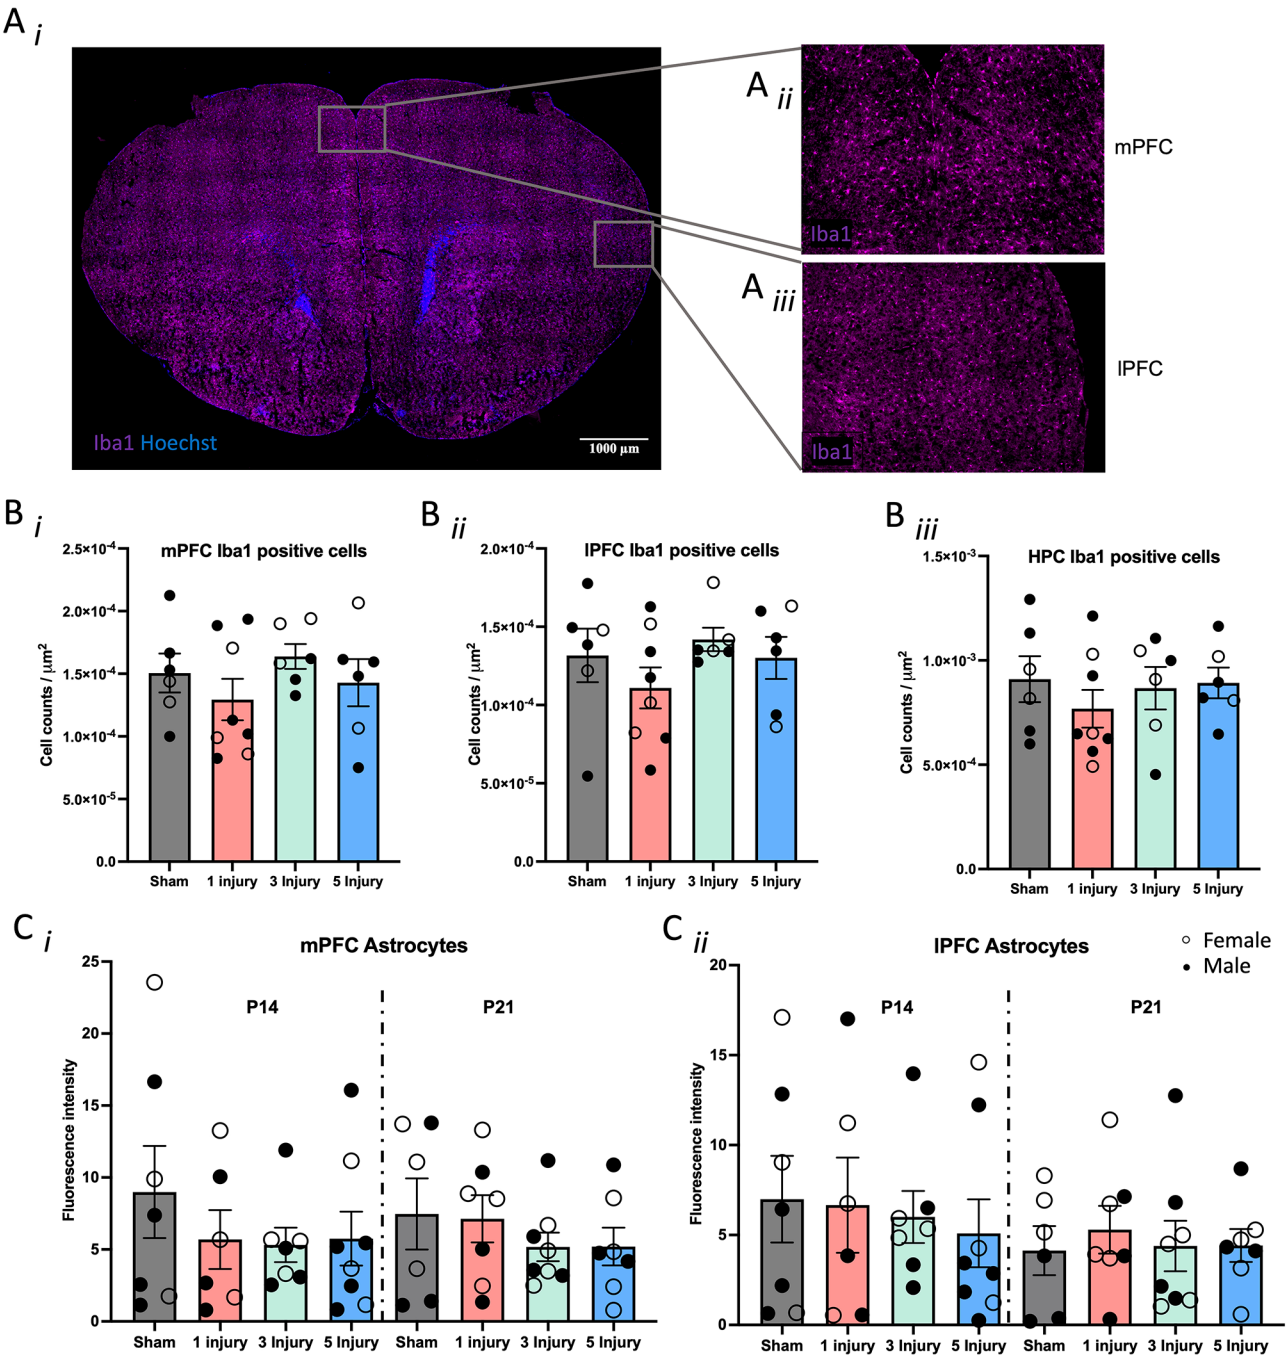 A i
A ii
mPFC
Iba1
A iii
lPFC
Iba1
Iba1 Hoechst
1000 µm
B i
mPFC Iba1 positive cells
Cell counts / µm²
2.5×10⁻⁴
2.0×10⁻⁴
1.5×10⁻⁴
1.0×10⁻⁴
5.0×10⁻⁵
0.0
Sham 1 injury 3 Injury 5 Injury
B ii
lPFC Iba1 positive cells
Cell counts / µm²
2.0×10⁻⁴
1.5×10⁻⁴
1.0×10⁻⁴
5.0×10⁻⁵
0.0
Sham 1 injury 3 Injury 5 Injury
B iii
HPC Iba1 positive cells
Cell counts / µm²
1.5×10⁻³
1.0×10⁻³
5.0×10⁻⁴
0.0
Sham 1 injury 3 Injury 5 Injury
C i
mPFC Astrocytes
Fluorescence intensity
25
20
15
10
5
0
P14
P21
Sham 1 injury 3 Injury 5 Injury Sham 1 injury 3 Injury 5 Injury
C ii
lPFC Astrocytes
Female
Male
Fluorescence intensity
20
15
10
5
0
P14
P21
Sham 1 injury 3 Injury 5 Injury Sham 1 injury 3 Injury 5 Injury